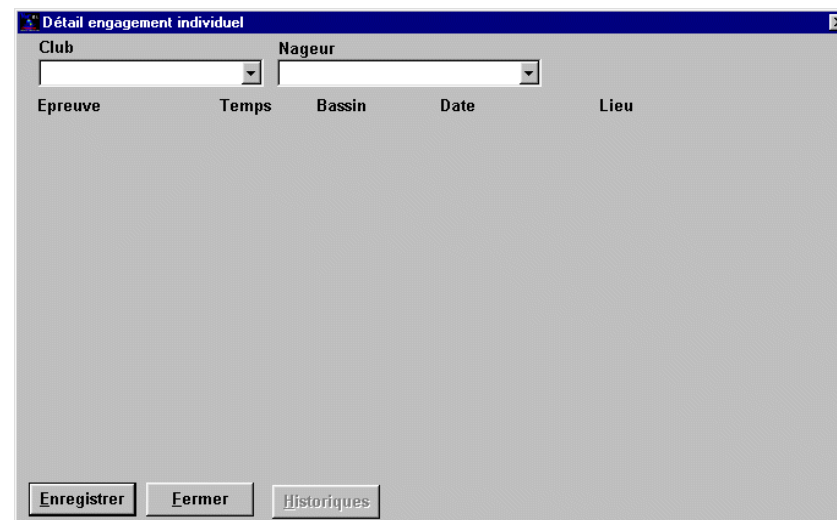 Détail engagement individuel
Club Nageur
Epreuve Temps Bassin Date Lieu
Enregistrer Fermer Historiques